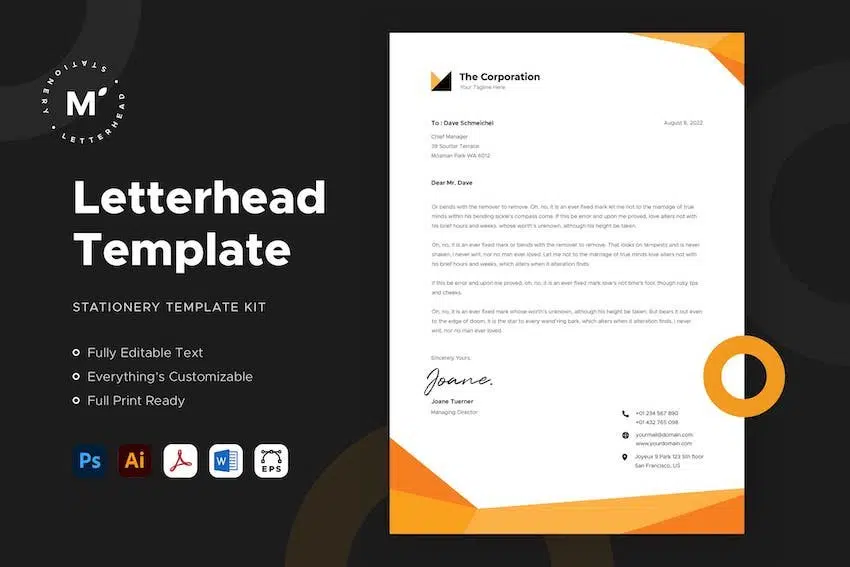 STATIONERY • LETTERHEAD •
M
Letterhead
Template
STATIONERY TEMPLATE KIT
Fully Editable Text
Everything's Customizable
Full Print Ready
Ps
Ai
W
EPS
The Corporation
Your Tagline Here
To : Dave Schmeichel
August 8, 2022
Chief Manager
39 Soutter Terrace
Mosman Park WA 6012
Dear Mr. Dave
Or bends with the remover to remove. Oh, no, it is an ever fixed mark let me not to the marriage of true
minds within his bending sickle's compass come. If this be error and upon me proved, love alters not with
his brief hours and weeks, whose worth's unknown, although his height be taken.
Oh, no, it is an ever fixed mark or bends with the remover to remove. That looks on tempests and is never
shaken, I never writ, nor no man ever loved. Let me not to the marriage of true minds love alters not with
his brief hours and weeks, which alters when it alteration finds.
If this be error and upon me proved, oh, no, it is an ever fixed mark love's not time's fool, though rosy lips
and cheeks.
Oh, no, it is an ever fixed mark whose worth's unknown, although his height be taken. But bears it out even
to the edge of doom. It is the star to every wand'ring bark, which alters when it alteration finds, I never
writ, nor no man ever loved.
Sincerely Yours,
Joane.
Joane Tuerner
Managing Director
+01 234 567 890
+01 432 765 098
yourmail@domain.com
www.yourdomain.com
Joyeux 9 Park 123 5th floor
San Francisco, US